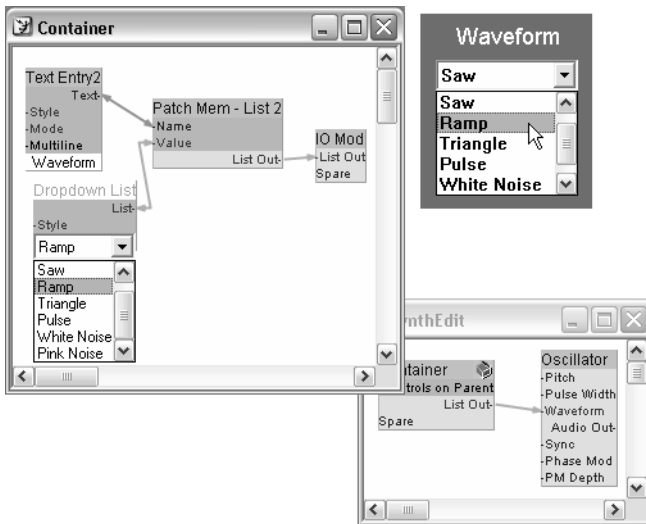 Container
Text Entry2
Text-
-Style
-Mode
-Multiline
Waveform
Patch Mem - List 2
-Name
-Value
List Out-
IO Mod
-List Out
Spare
Dropdown List
List-
-Style
Ramp
Saw
Ramp
Triangle
Pulse
White Noise
Pink Noise
Waveform
Saw
Saw
Ramp
Triangle
Pulse
White Noise
nthEdit
tainer
trols on Parent
List Out-
Spare
Oscillator
-Pitch
-Pulse Width
-Waveform
Audio Out-
-Sync
-Phase Mod
-PM Depth